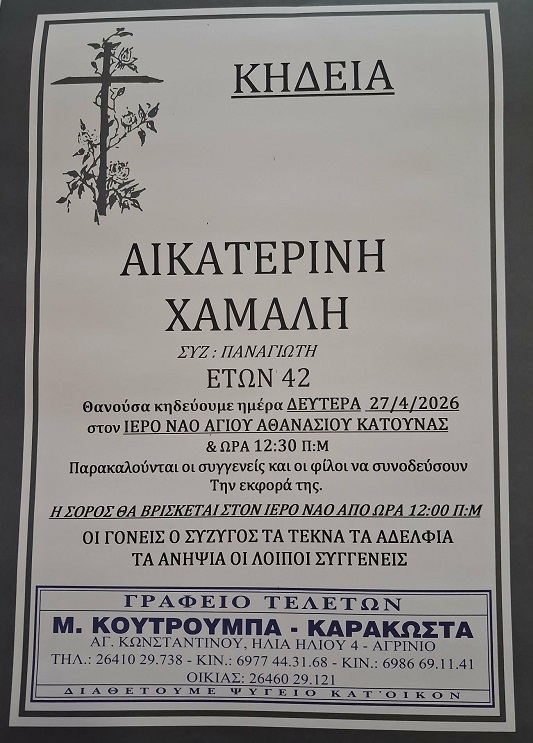 ΚΗΔΕΙΑ
ΑΙΚΑΤΕΡΙΝΗ
ΧΑΜΑΛΗ
ΣΥΖ : ΠΑΝΑΓΙΩΤΗ
ΕΤΩΝ 42
Θανούσα κηδεύουμε ημέρα ΔΕΥΤΕΡΑ 27/4/2026
στον ΙΕΡΟ ΝΑΟ ΑΓΙΟΥ ΑΘΑΝΑΣΙΟΥ ΚΑΤΟΥΝΑΣ
& ΩΡΑ 12:30 Π:Μ
Παρακαλούνται οι συγγενείς και οι φίλοι να συνοδεύσουν
Την εκφορά της.
Η ΣΟΡΟΣ ΘΑ ΒΡΙΣΚΕΤΑΙ ΣΤΟΝ ΙΕΡΟ ΝΑΟ ΑΠΟ ΩΡΑ 12:00 Π:Μ
ΟΙ ΓΟΝΕΙΣ Ο ΣΥΖΥΓΟΣ ΤΑ ΤΕΚΝΑ ΤΑ ΑΔΕΛΦΙΑ
ΤΑ ΑΝΗΨΙΑ ΟΙ ΛΟΙΠΟΙ ΣΥΓΓΕΝΕΙΣ
ΓΡΑΦΕΙΟ ΤΕΛΕΤΩΝ
Μ. ΚΟΥΤΡΟΥΜΠΑ - ΚΑΡΑΚΩΣΤΑ
ΑΓ. ΚΩΝΣΤΑΝΤΙΝΟΥ, ΗΛΙΑ ΗΛΙΟΥ 4 - ΑΓΡΙΝΙΟ
ΤΗΛ.: 26410 29.738 - ΚΙΝ.: 6977 44.31.68 - ΚΙΝ.: 6986 69.11.41
ΟΙΚΙΑΣ: 26460 29.121
ΔΙΑΘΕΤΟΥΜΕ ΨΥΓΕΙΟ ΚΑΤ'ΟΙΚΟΝ